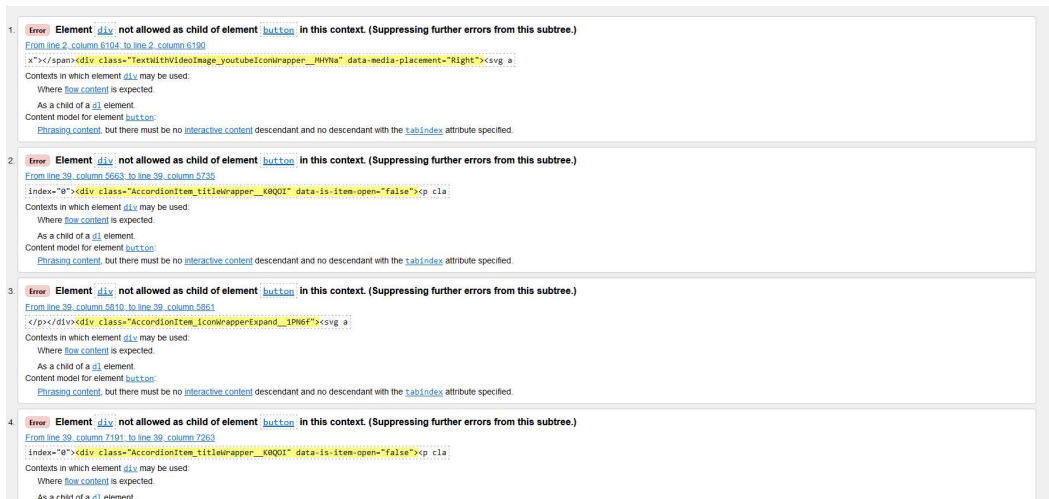 1. Error Element div not allowed as child of element button in this context. (Suppressing further errors from this subtree.)
From line 2, column 6104; to line 2, column 6190
x"></span><div class="TextWithVideoImage_youtubeIconWrapper__MHYNa" data-media-placement="Right"><svg a
Contexts in which element div may be used:
Where flow content is expected.
As a child of a dl element.
Content model for element button:
Phrasing content, but there must be no interactive content descendant and no descendant with the tabindex attribute specified.
2. Error Element div not allowed as child of element button in this context. (Suppressing further errors from this subtree.)
From line 39, column 5663; to line 39, column 5735
index="0"><div class="AccordionItem_titleWrapper__K0QOI" data-is-item-open="false"><p cla
Contexts in which element div may be used:
Where flow content is expected.
As a child of a dl element.
Content model for element button:
Phrasing content, but there must be no interactive content descendant and no descendant with the tabindex attribute specified.
3. Error Element div not allowed as child of element button in this context. (Suppressing further errors from this subtree.)
From line 39, column 5810; to line 39, column 5861
</p></div><div class="AccordionItem_iconWrapperExpand__1PN6f"><svg a
Contexts in which element div may be used:
Where flow content is expected.
As a child of a dl element.
Content model for element button:
Phrasing content, but there must be no interactive content descendant and no descendant with the tabindex attribute specified.
4. Error Element div not allowed as child of element button in this context. (Suppressing further errors from this subtree.)
From line 39, column 7191; to line 39, column 7263
index="0"><div class="AccordionItem_titleWrapper__K0QOI" data-is-item-open="false"><p cla
Contexts in which element div may be used:
Where flow content is expected.
As a child of a dl element.